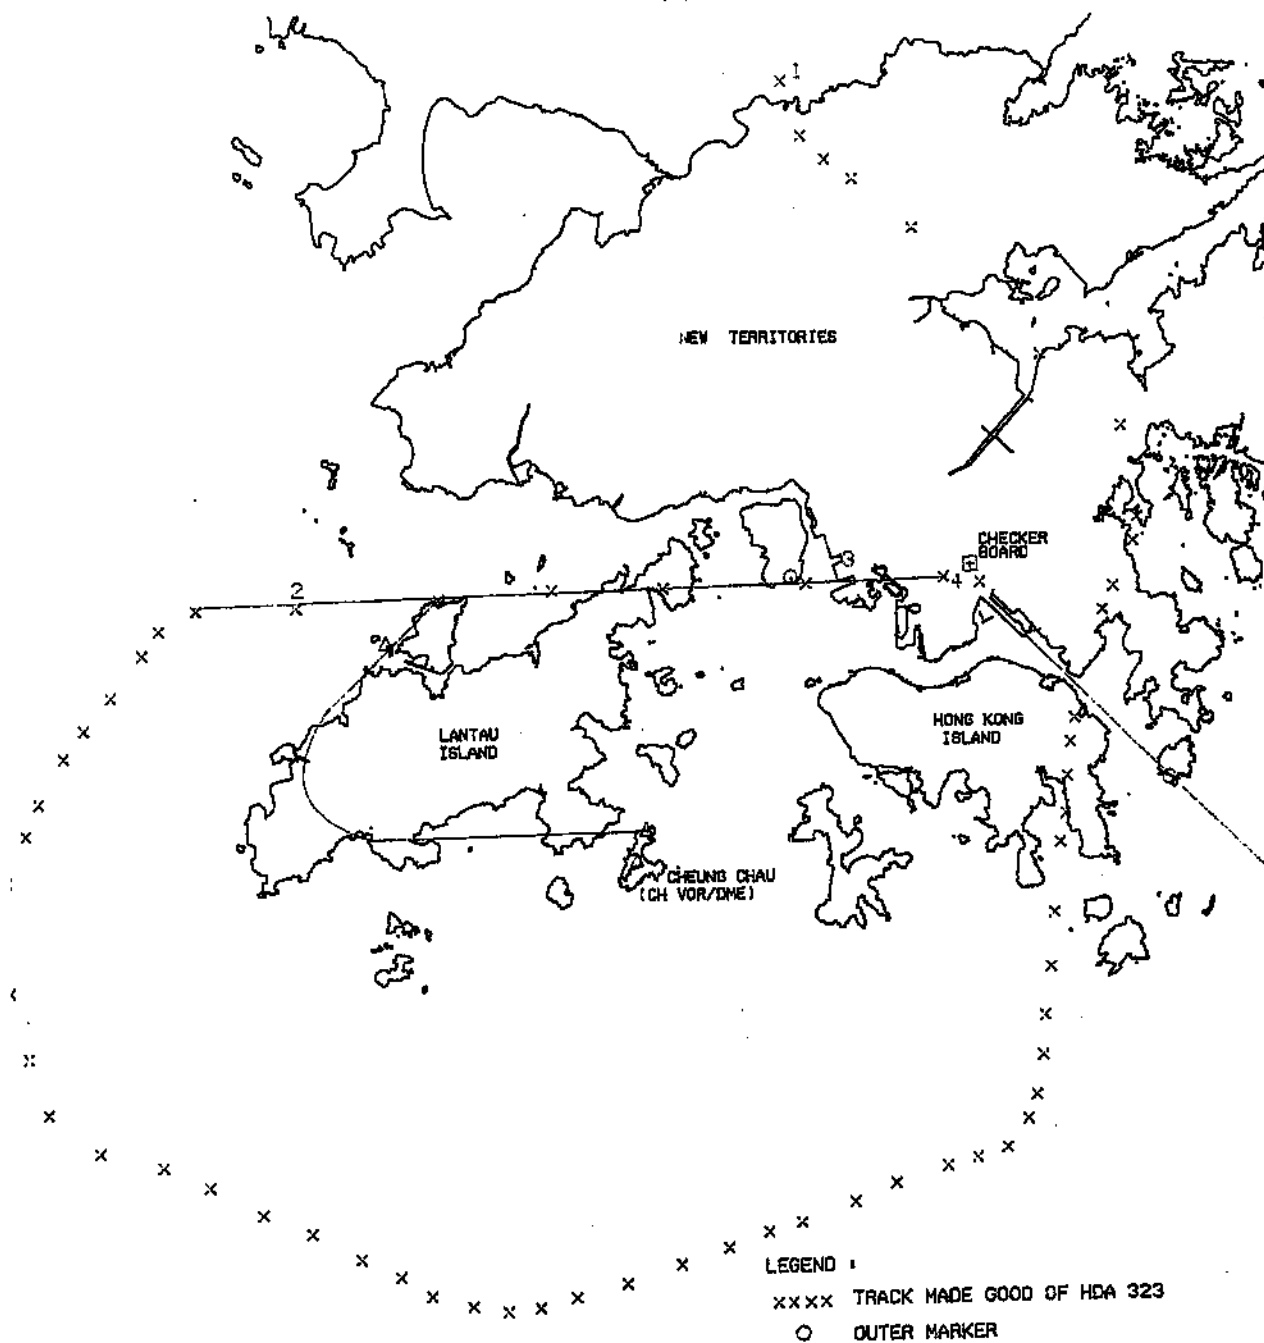 1
NEW TERRITORIES
CHECKER
BOARD
2
3
4
LANTAU
ISLAND
HONG KONG
ISLAND
CHEUNG CHAU
(CH VOR/DME)
LEGEND :
×××× TRACK MADE GOOD OF HDA 323
○ OUTER MARKER